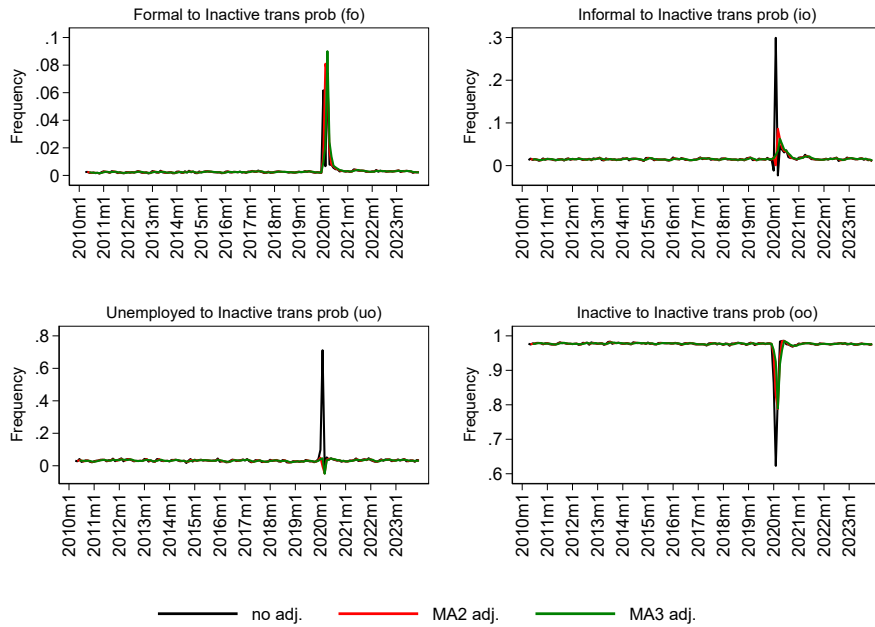 Formal to Inactive trans prob (fo)
Frequency
.1
.08
.06
.04
.02
0
2010m1
2011m1
2012m1
2013m1
2014m1
2015m1
2016m1
2017m1
2018m1
2019m1
2020m1
2021m1
2022m1
2023m1
Informal to Inactive trans prob (io)
Frequency
.3
.2
.1
0
2010m1
2011m1
2012m1
2013m1
2014m1
2015m1
2016m1
2017m1
2018m1
2019m1
2020m1
2021m1
2022m1
2023m1
Unemployed to Inactive trans prob (uo)
Frequency
.8
.6
.4
.2
0
2010m1
2011m1
2012m1
2013m1
2014m1
2015m1
2016m1
2017m1
2018m1
2019m1
2020m1
2021m1
2022m1
2023m1
Inactive to Inactive trans prob (oo)
Frequency
1
.9
.8
.7
.6
2010m1
2011m1
2012m1
2013m1
2014m1
2015m1
2016m1
2017m1
2018m1
2019m1
2020m1
2021m1
2022m1
2023m1
no adj.
MA2 adj.
MA3 adj.